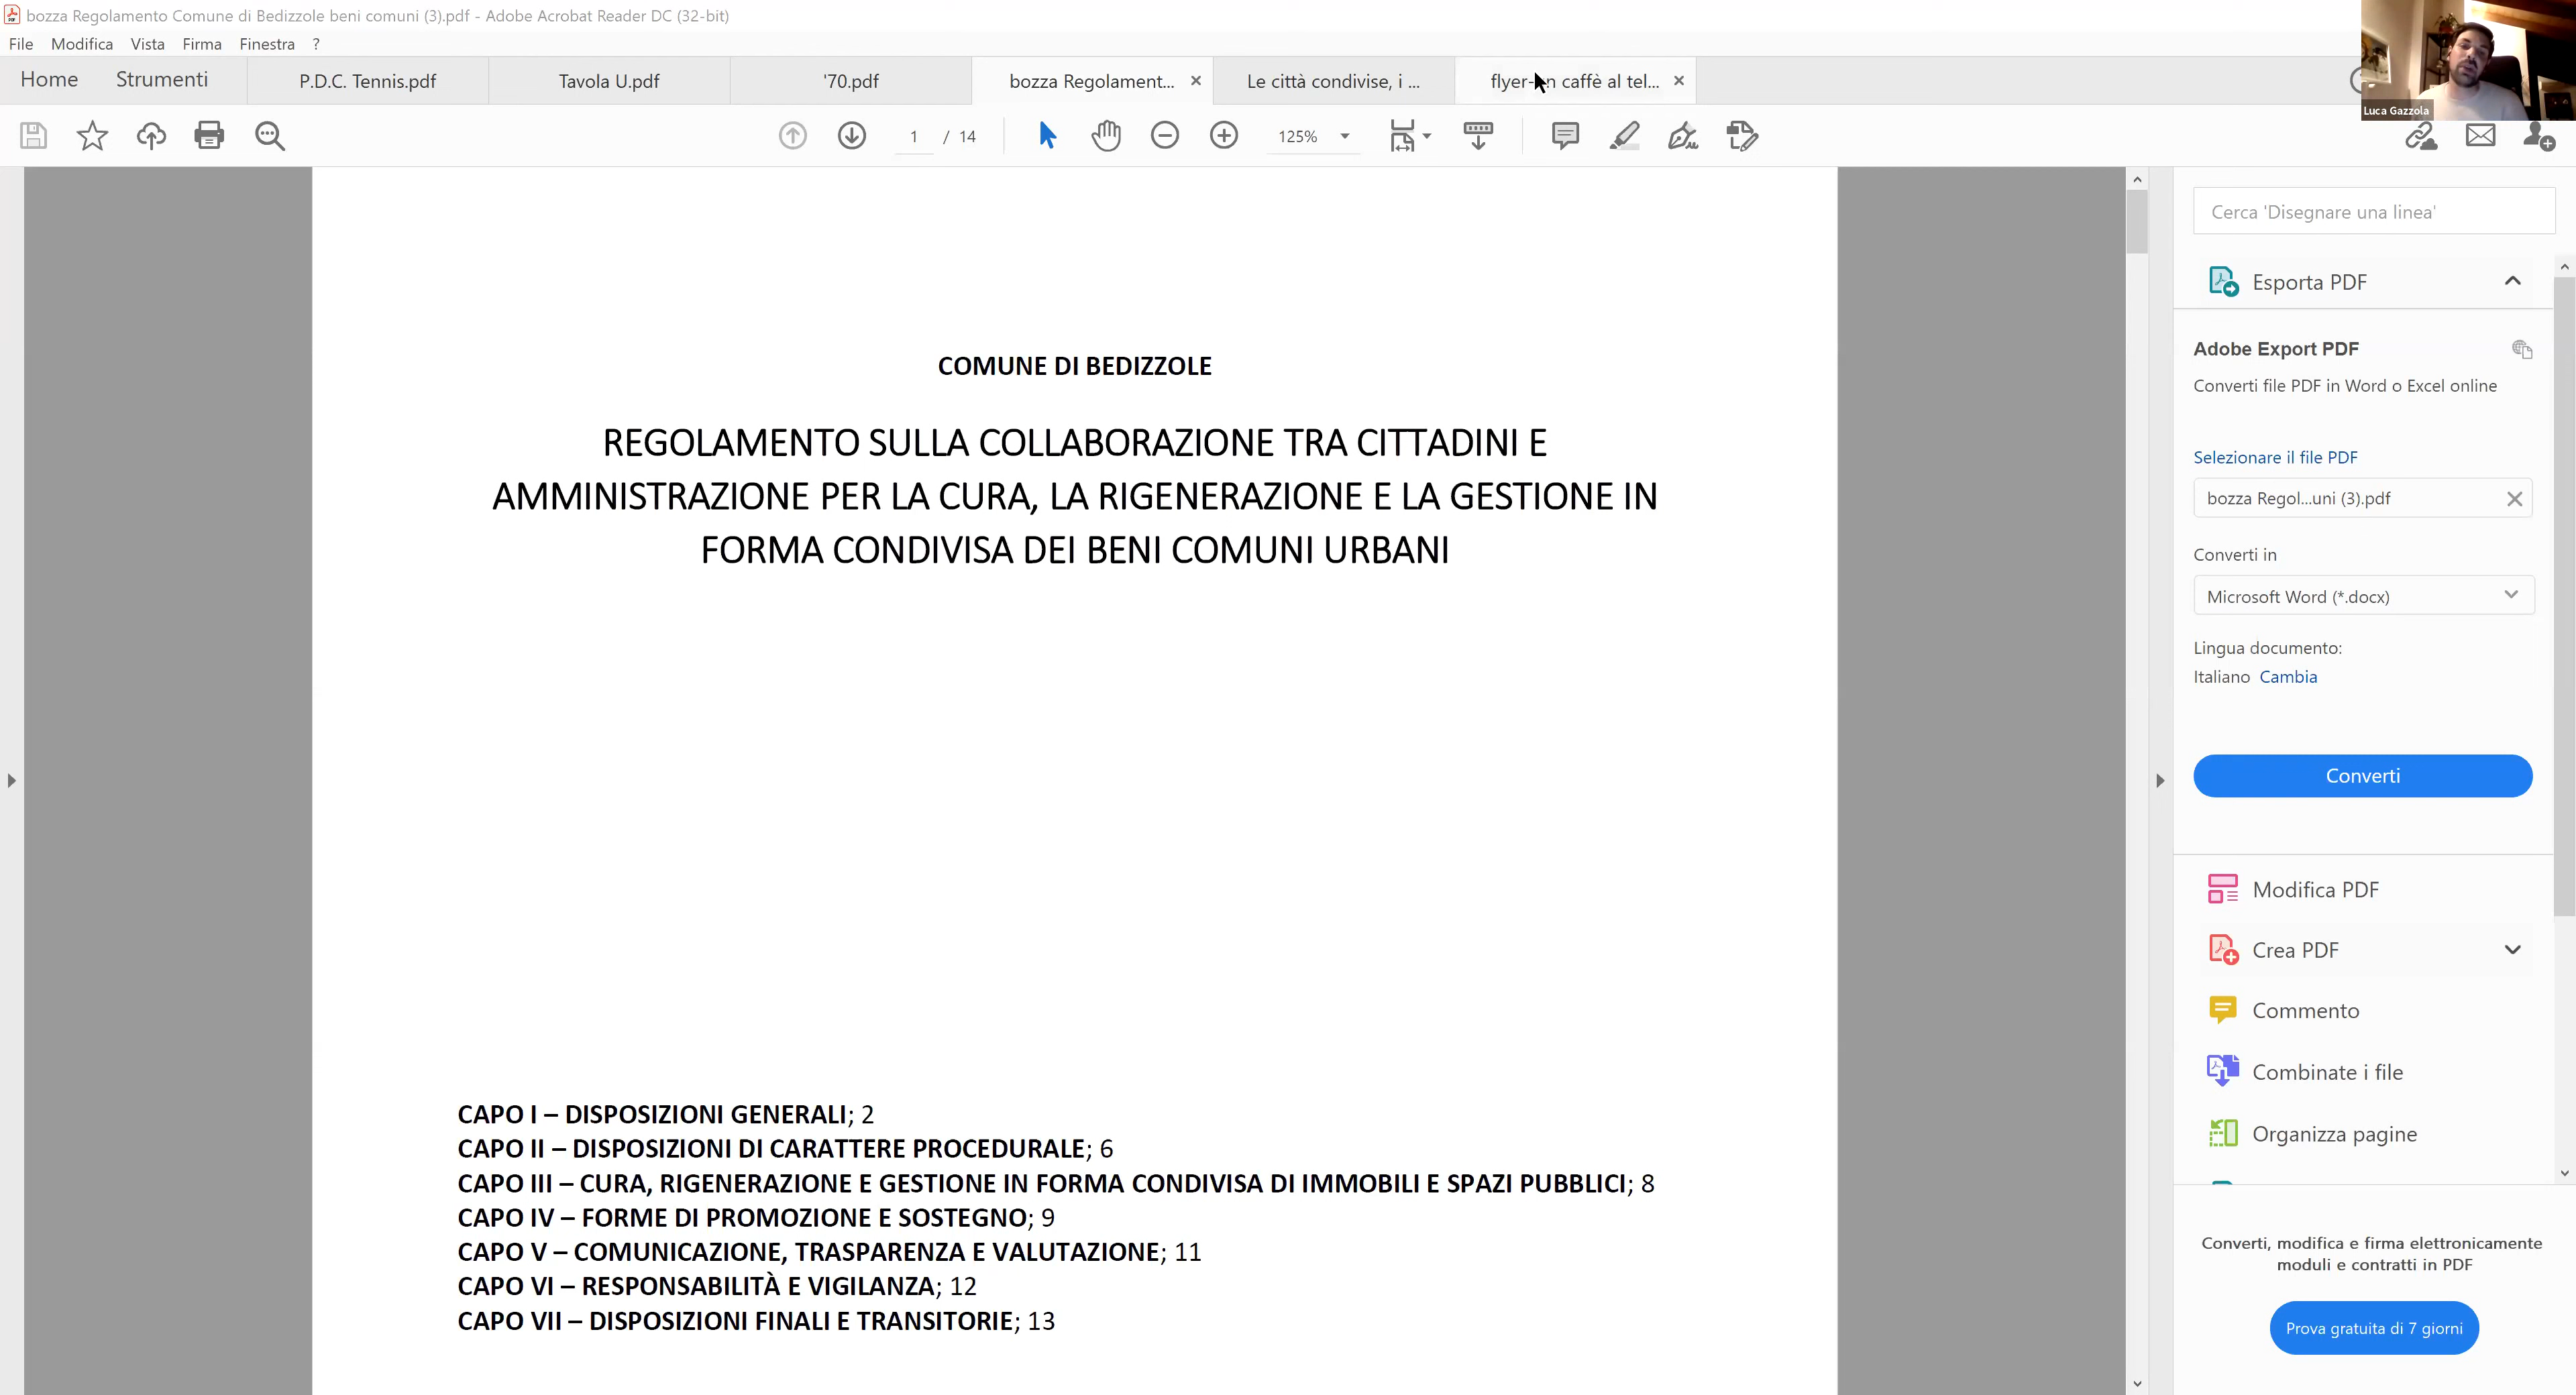 bozza Regolamento Comune di Bedizzole beni comuni (3).pdf - Adobe Acrobat Reader DC (32-bit)
File Modifica Vista Firma Finestra ?
Home Strumenti P.D.C. Tennis.pdf Tavola U.pdf '70.pdf bozza Regolament... Le città condivise, i ... flyer- n caffè al tel...
Luca Gazzola
1 / 14 125%
Cerca 'Disegnare una linea'
Esporta PDF
Adobe Export PDF
Converti file PDF in Word o Excel online
Selezionare il file PDF
bozza Regol...uni (3).pdf
Converti in
Microsoft Word (*.docx)
Lingua documento:
Italiano Cambia
Converti
Modifica PDF
Crea PDF
Commento
Combinate i file
Organizza pagine
Converti, modifica e firma elettronicamente
moduli e contratti in PDF
Prova gratuita di 7 giorni
COMUNE DI BEDIZZOLE
REGOLAMENTO SULLA COLLABORAZIONE TRA CITTADINI E
AMMINISTRAZIONE PER LA CURA, LA RIGENERAZIONE E LA GESTIONE IN
FORMA CONDIVISA DEI BENI COMUNI URBANI
CAPO I – DISPOSIZIONI GENERALI; 2
CAPO II – DISPOSIZIONI DI CARATTERE PROCEDURALE; 6
CAPO III – CURA, RIGENERAZIONE E GESTIONE IN FORMA CONDIVISA DI IMMOBILI E SPAZI PUBBLICI; 8
CAPO IV – FORME DI PROMOZIONE E SOSTEGNO; 9
CAPO V – COMUNICAZIONE, TRASPARENZA E VALUTAZIONE; 11
CAPO VI – RESPONSABILITÀ E VIGILANZA; 12
CAPO VII – DISPOSIZIONI FINALI E TRANSITORIE; 13